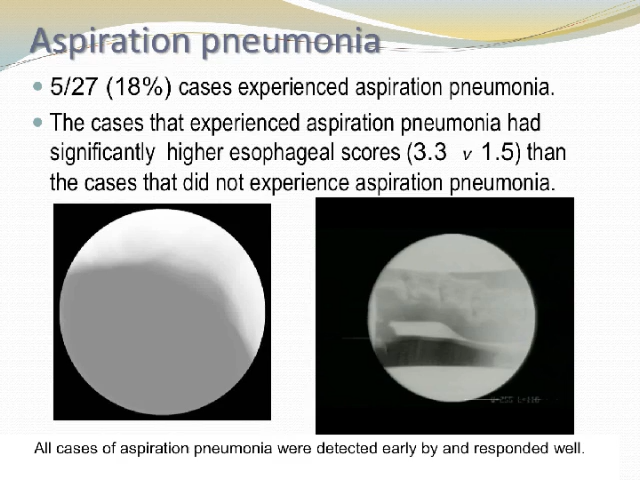 Aspiration pneumonia
5/27 (18%) cases experienced aspiration pneumonia.
The cases that experienced aspiration pneumonia had
significantly higher esophageal scores (3.3 v 1.5) than
the cases that did not experience aspiration pneumonia.
All cases of aspiration pneumonia were detected early by and responded well.